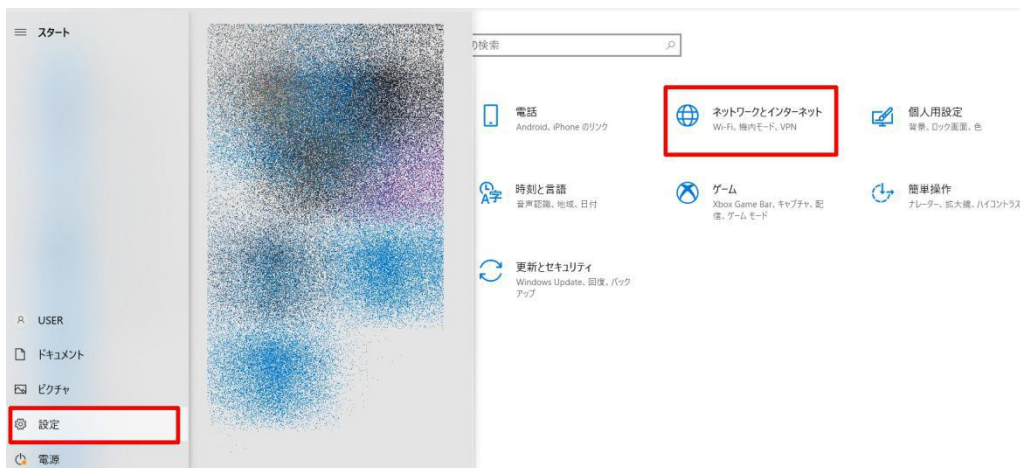 スタート
USER
ドキュメント
ピクチャ
設定
電源
の検索
電話
Android、iPhone のリンク
ネットワークとインターネット
Wi-Fi、機内モード、VPN
個人用設定
背景、ロック画面、色
時刻と言語
音声認識、地域、日付
ゲーム
Xbox Game Bar、キャプチャ、配
信、ゲーム モード
簡単操作
ナレーター、拡大鏡、ハイコントラス
更新とセキュリティ
Windows Update、回復、バック
アップ